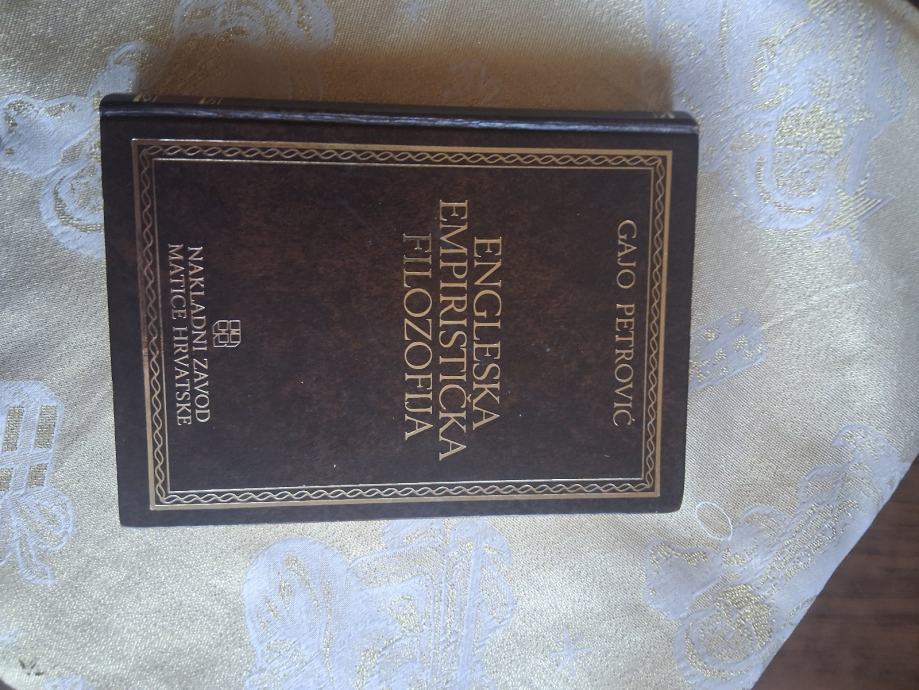 GAJO PETROVIĆ
ENGLESKA
EMPIRISTIČKA
FILOZOFIJA
NAKLADNI ZAVOD
MATICE HRVATSKE